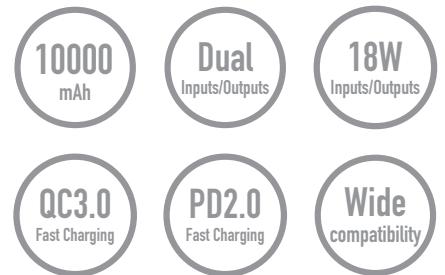 10000
mAh
Dual
Inputs/Outputs
18W
Inputs/Outputs
QC3.0
Fast Charging
PD2.0
Fast Charging
Wide
compatibility